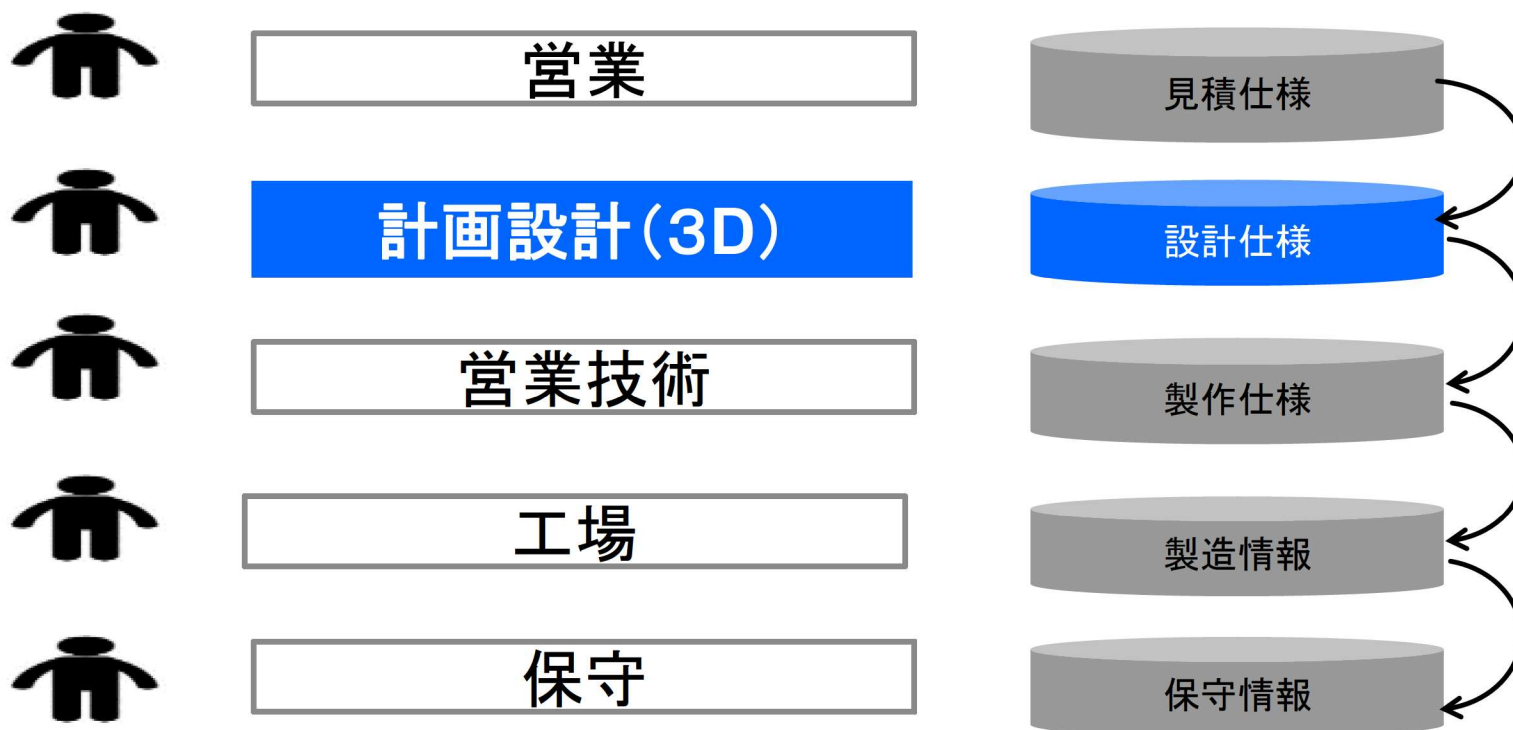 営業
見積仕様
計画設計(3D)
設計仕様
営業技術
製作仕様
工場
製造情報
保守
保守情報